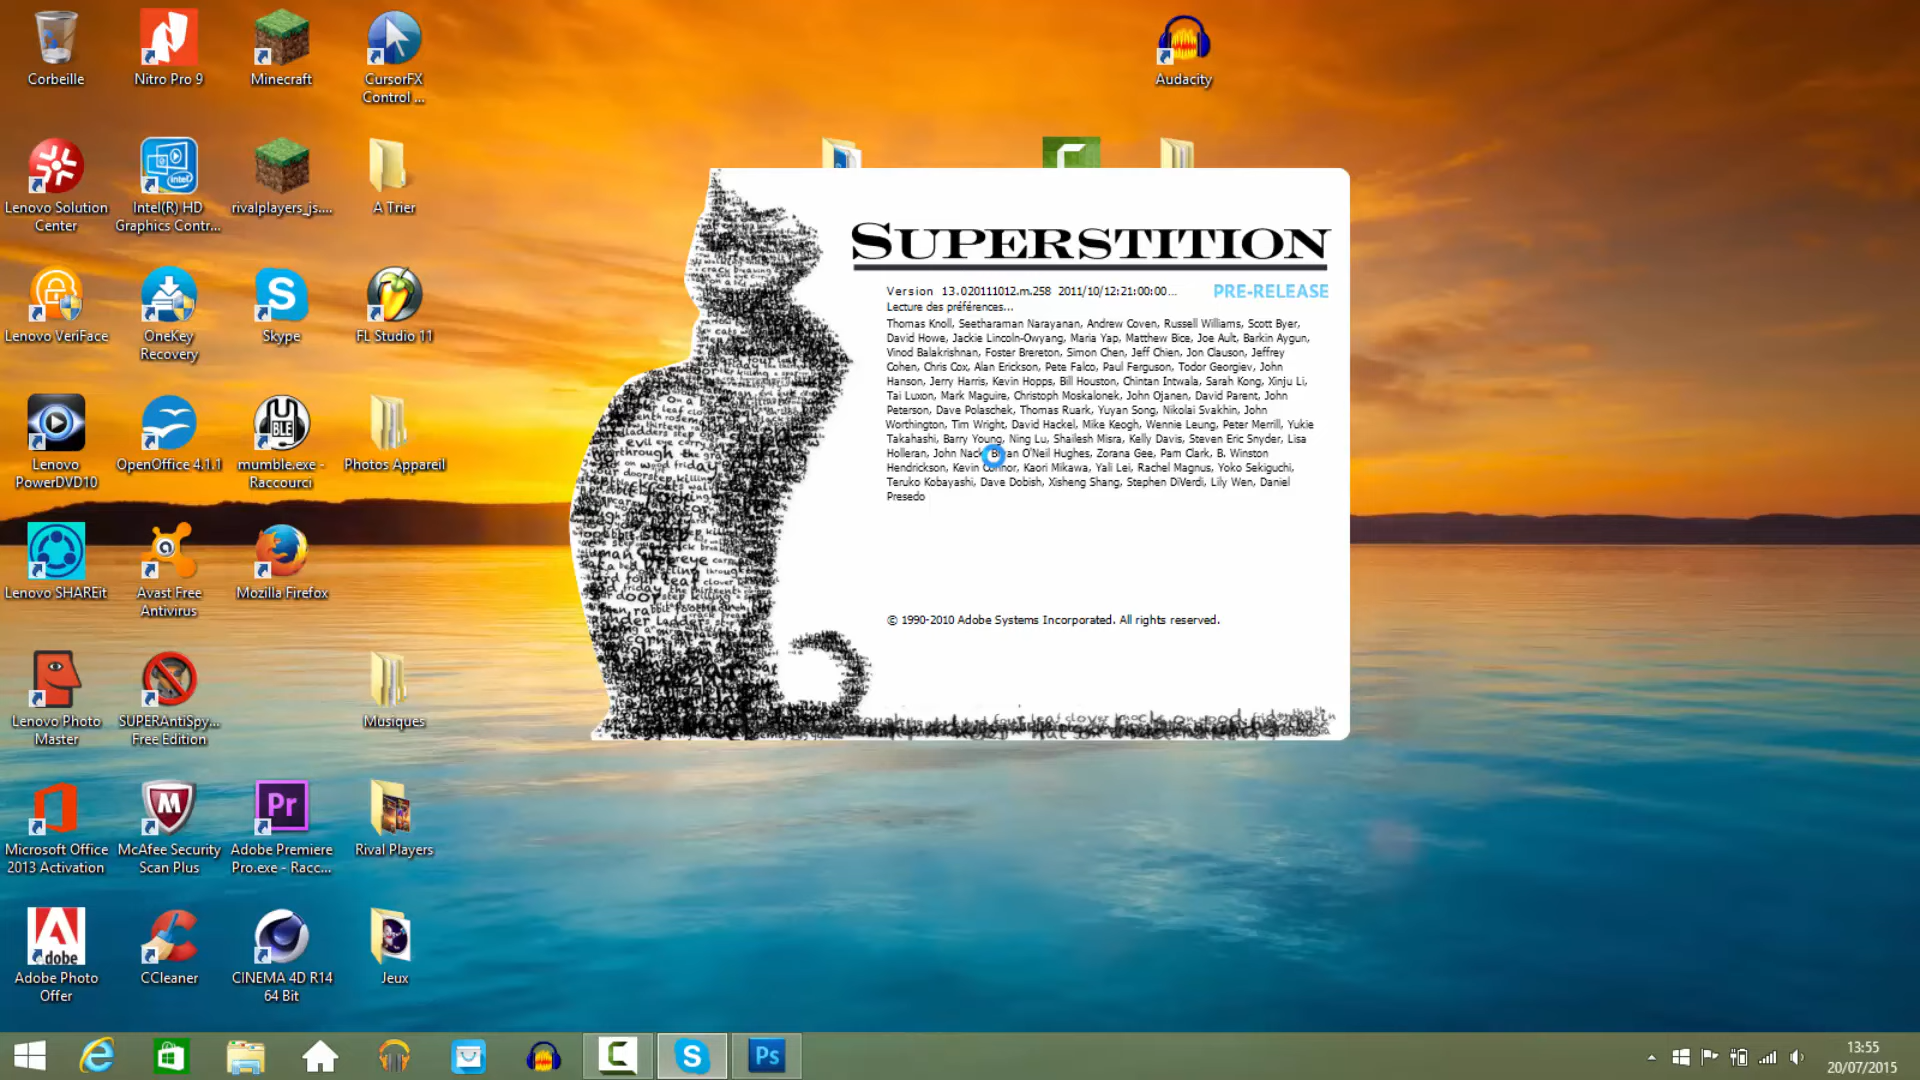 Corbeille
Nitro Pro 9
Minecraft
CursorFX
Control ...
Audacity
Lenovo Solution
Center
Intel(R) HD
Graphics Contr...
rivalplayers_js....
A Trier
Lenovo VeriFace
OneKey
Recovery
Skype
FL Studio 11
Lenovo
PowerDVD10
OpenOffice 4.1.1
mumble.exe -
Raccourci
Photos Appareil
Lenovo SHAREit
Avast Free
Antivirus
Mozilla Firefox
Lenovo Photo
Master
SUPERAntiSpy...
Free Edition
Musiques
Microsoft Office
2013 Activation
McAfee Security
Scan Plus
Adobe Premiere
Pro.exe - Racc...
Rival Players
Adobe Photo
Offer
CCleaner
CINEMA 4D R14
64 Bit
Jeux
SUPERSTITION
Version 13.020111012.m.258 2011/10/12:21:00:00...
PRE-RELEASE
Lecture des préférences...
Thomas Knoll, Seetharaman Narayanan, Andrew Coven, Russell Williams, Scott Byer,
David Howe, Jackie Lincoln-Owyang, Maria Yap, Matthew Bice, Joe Ault, Barkin Aygun,
Vinod Balakrishnan, Foster Brereton, Simon Chen, Jeff Chien, Jon Clauson, Jeffrey
Cohen, Chris Cox, Alan Erickson, Pete Falco, Paul Ferguson, Todor Georgiev, John
Hanson, Jerry Harris, Kevin Hopps, Bill Houston, Chintan Intwala, Sarah Kong, Xinju Li,
Tai Luxon, Mark Maguire, Christoph Moskalonek, John Ojanen, David Parent, John
Peterson, Dave Polaschek, Thomas Ruark, Yuyan Song, Nikolai Svakhin, John
Worthington, Tim Wright, David Hackel, Mike Keogh, Wennie Leung, Peter Merrill, Yukie
Takahashi, Barry Young, Ning Lu, Shailesh Misra, Kelly Davis, Steven Eric Snyder, Lisa
Holleran, John Nack, Bryan O'Neil Hughes, Zorana Gee, Pam Clark, B. Winston
Hendrickson, Kevin Connor, Kaori Mikawa, Yali Lei, Rachel Magnus, Yoko Sekiguchi,
Teruko Kobayashi, Dave Dobish, Xisheng Shang, Stephen DiVerdi, Lily Wen, Daniel
Presedo
© 1990-2010 Adobe Systems Incorporated. All rights reserved.
Ps
13:55
20/07/2015